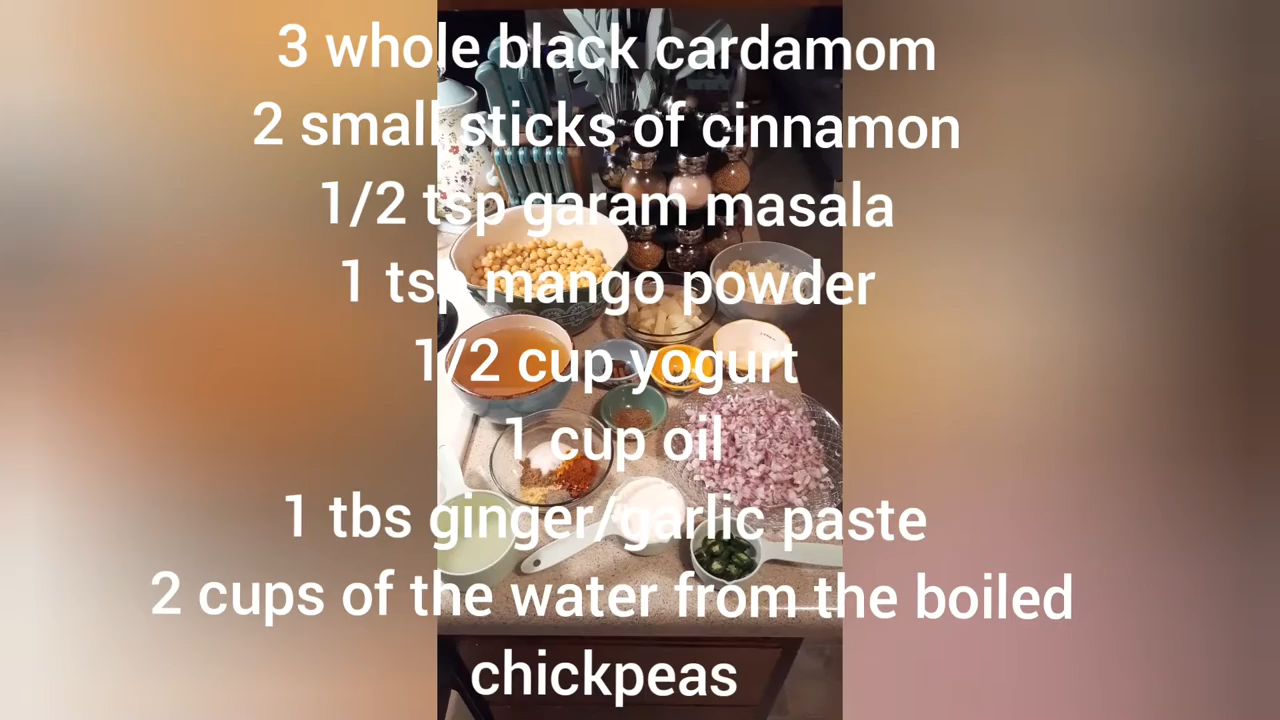 3 whole black cardamom
2 small sticks of cinnamon
1/2 tsp garam masala
1 tsp mango powder
1/2 cup yogurt
1 cup oil
1 tbs ginger/garlic paste
2 cups of the water from the boiled
chickpeas